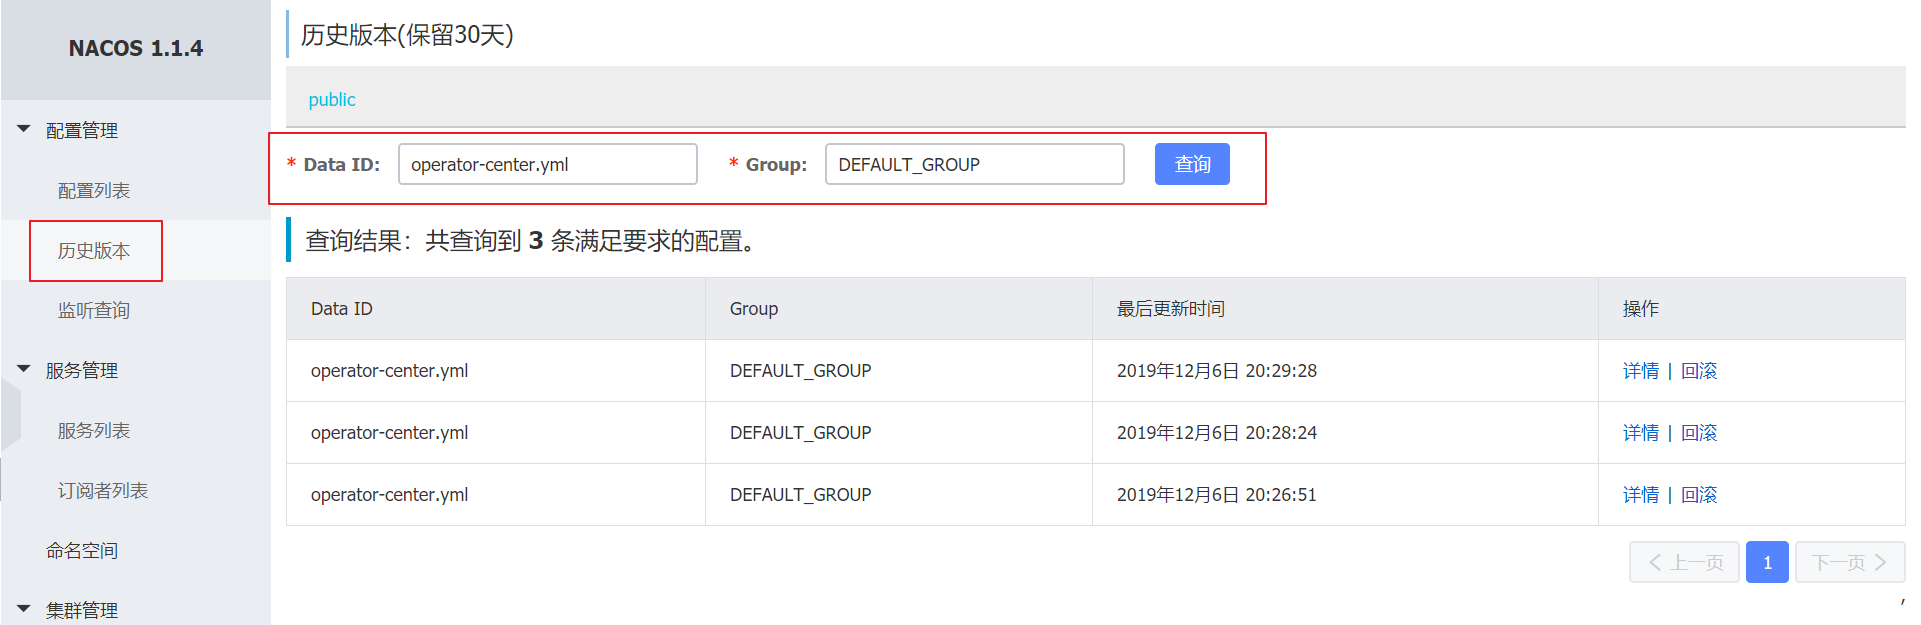 NACOS 1.1.4
配置管理
配置列表
历史版本
监听查询
服务管理
服务列表
订阅者列表
命名空间
集群管理
历史版本(保留30天)
public
* Data ID: operator-center.yml * Group: DEFAULT_GROUP 查询
查询结果：共查询到 3 条满足要求的配置。
Data ID Group 最后更新时间 操作
operator-center.yml DEFAULT_GROUP 2019年12月6日 20:29:28 详情 | 回滚
operator-center.yml DEFAULT_GROUP 2019年12月6日 20:28:24 详情 | 回滚
operator-center.yml DEFAULT_GROUP 2019年12月6日 20:26:51 详情 | 回滚
上一页 1 下一页